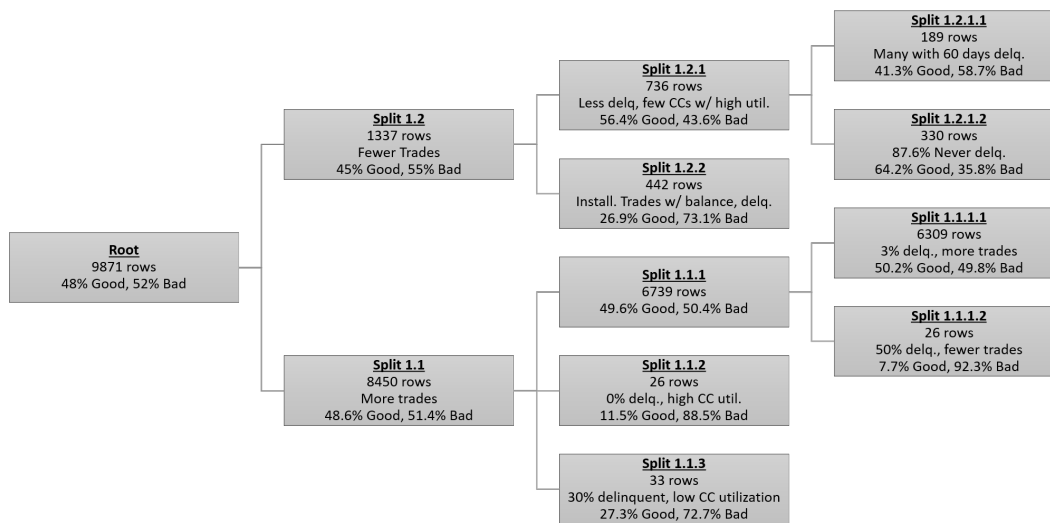 Root
9871 rows
48% Good, 52% Bad
Split 1.2
1337 rows
Fewer Trades
45% Good, 55% Bad
Split 1.1
8450 rows
More trades
48.6% Good, 51.4% Bad
Split 1.2.1
736 rows
Less delq, few CCs w/ high util.
56.4% Good, 43.6% Bad
Split 1.2.2
442 rows
Install. Trades w/ balance, delq.
26.9% Good, 73.1% Bad
Split 1.1.1
6739 rows
49.6% Good, 50.4% Bad
Split 1.1.2
26 rows
0% delq., high CC util.
11.5% Good, 88.5% Bad
Split 1.1.3
33 rows
30% delinquent, low CC utilization
27.3% Good, 72.7% Bad
Split 1.2.1.1
189 rows
Many with 60 days delq.
41.3% Good, 58.7% Bad
Split 1.2.1.2
330 rows
87.6% Never delq.
64.2% Good, 35.8% Bad
Split 1.1.1.1
6309 rows
3% delq., more trades
50.2% Good, 49.8% Bad
Split 1.1.1.2
26 rows
50% delq., fewer trades
7.7% Good, 92.3% Bad